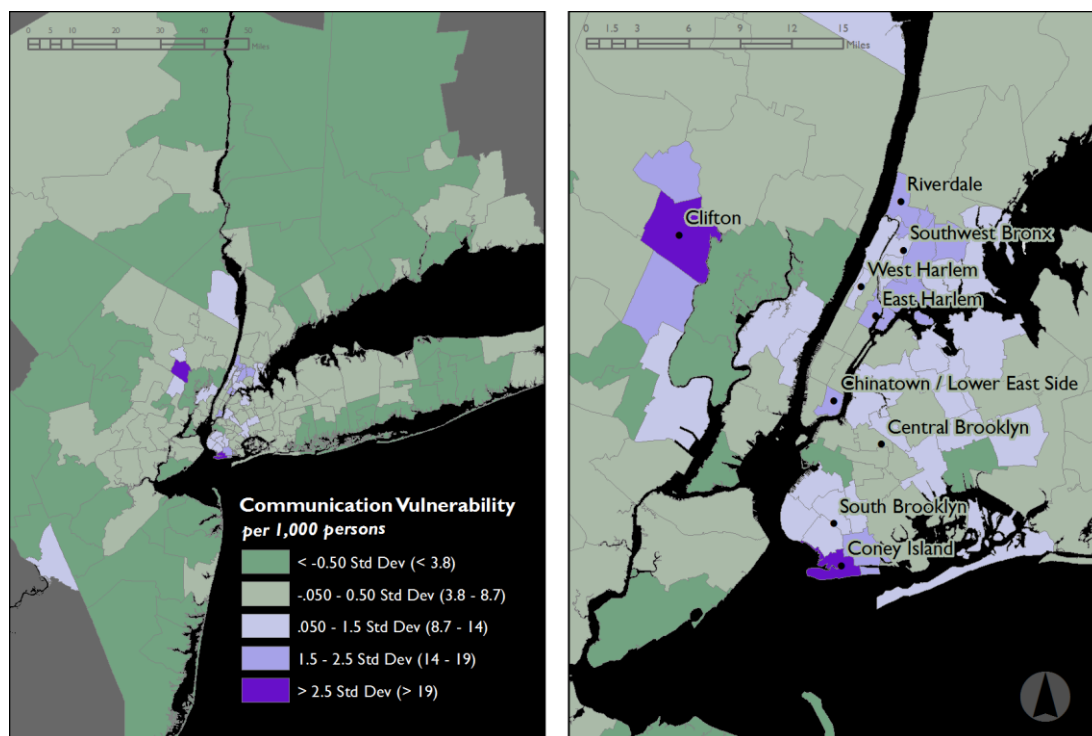 0 5 10 20 30 40 50
Miles
Communication Vulnerability
per 1,000 persons
< -0.50 Std Dev (< 3.8)
-.050 - 0.50 Std Dev (3.8 - 8.7)
.050 - 1.5 Std Dev (8.7 - 14)
1.5 - 2.5 Std Dev (14 - 19)
> 2.5 Std Dev (> 19)
0 1.5 3 6 9 12 15
Miles
Riverdale
Clifton
Southwest Bronx
West Harlem
East Harlem
Chinatown / Lower East Side
Central Brooklyn
South Brooklyn
Coney Island